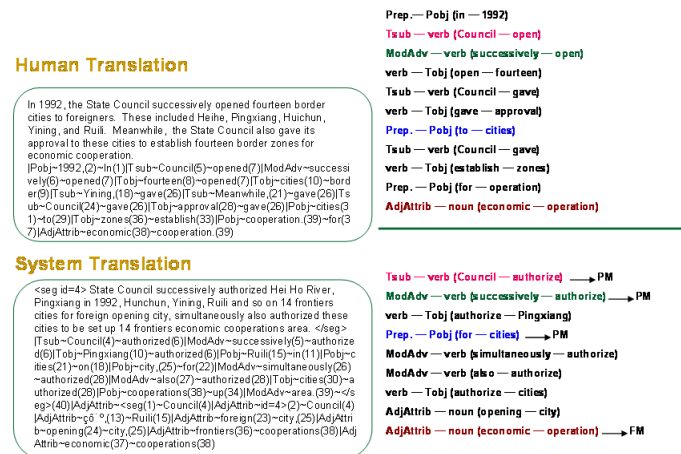 Human Translation
In 1992, the State Council successively opened fourteen border
cities to foreigners. These included Heihe, Pingxiang, Huichun,
Yining, and Ruili. Meanwhile, the State Council also gave its
approval to these cities to establish fourteen border zones for
economic cooperation.
|Pobj~1992,(2)~In(1)|Tsub~Council(5)~opened(7)|ModAdv~successi
vely(6)~opened(7)|Tobj~fourteen(8)~opened(7)|Tobj~cities(10)~bord
er(9)|Tsub~Yining,(18)~gave(26)|Tsub~Meanwhile,(21)~gave(26)|Ts
ub~Council(24)~gave(26)|Tobj~approval(28)~gave(26)|Pobj~cities(3
1)~to(29)|Tobj~zones(36)~establish(33)|Pobj~cooperation.(39)~for(3
7)|AdjAttrib~economic(38)~cooperation.(39)
Prep.— Pobj (in — 1992)
Tsub — verb (Council — open)
ModAdv — verb (successively — open)
verb — Tobj (open — fourteen)
Tsub — verb (Council — gave)
verb — Tobj (gave — approval)
Prep. — Pobj (to — cities)
Tsub — verb (Council — gave)
verb — Tobj (establish — zones)
Prep. — Pobj (for — operation)
AdjAttrib — noun (economic — operation)
System Translation
<seg id=4> State Council successively authorized Hei Ho River,
Pingxiang in 1992, Hunchun, Yining, Ruili and so on 14 frontiers
cities for foreign opening city, simultaneously also authorized these
cities to be set up 14 frontiers economic cooperations area. </seg>
|Tsub~Council(4)~authorized(6)|ModAdv~successively(5)~authorize
d(6)|Tobj~Pingxiang(10)~authorized(6)|Pobj~Ruili(15)~in(11)|Pobj~c
ities(21)~on(18)|Pobj~city,(25)~for(22)|ModAdv~simultaneously(26)
~authorized(28)|ModAdv~also(27)~authorized(28)|Tobj~cities(30)~a
uthorized(28)|Pobj~cooperations(38)~up(34)|ModAdv~area.(39)~</s
eg>(40)|AdjAttrib~<seg(1)~Council(4)|AdjAttrib~id=4>(2)~Council(4)
|AdjAttrib~,(13)~Ruili(15)|AdjAttrib~foreign(23)~city,(25)|AdjAttri
b~opening(24)~city,(25)|AdjAttrib~frontiers(36)~cooperations(38)|Adj
Attrib~economic(37)~cooperations(38)
Tsub — verb (Council — authorize) → PM
ModAdv — verb (successively — authorize) → PM
verb — Tobj (authorize — Pingxiang)
Prep. — Pobj (for — cities) → PM
ModAdv — verb (simultaneously — authorize)
ModAdv — verb (also — authorize)
verb — Tobj (authorize — cities)
AdjAttrib — noun (opening — city)
AdjAttrib — noun (economic — operation) → FM